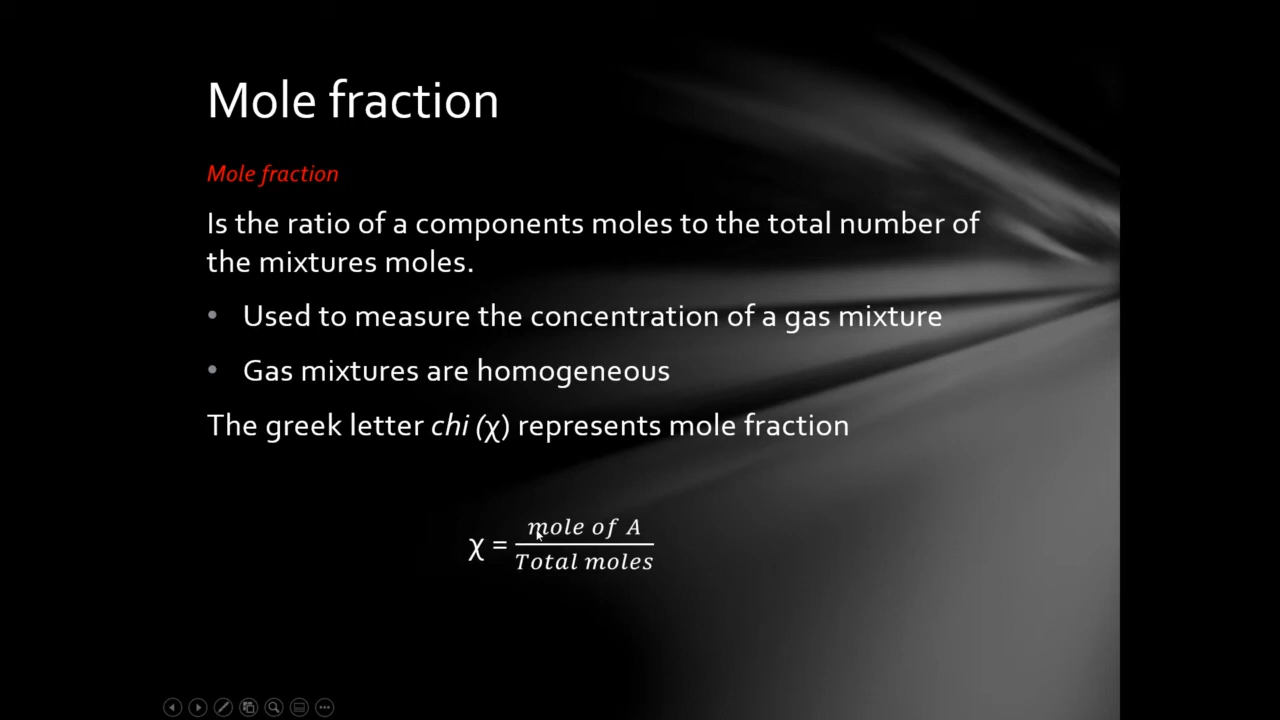 Mole fraction
Mole fraction
Is the ratio of a components moles to the total number of
the mixtures moles.
• Used to measure the concentration of a gas mixture
• Gas mixtures are homogeneous
The greek letter chi (χ) represents mole fraction
χ = mole of A / Total moles